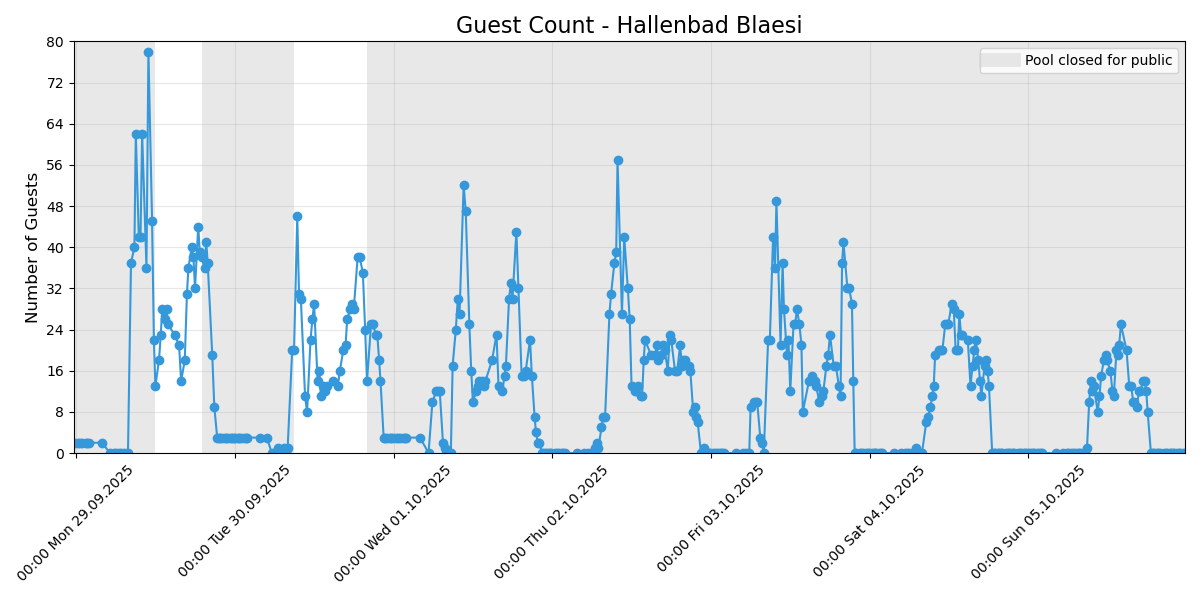 Guest Count - Hallenbad Blaesi
Pool closed for public
Number of Guests
80
72
64
56
48
40
32
24
16
8
0
00:00 Mon 29.09.2025
00:00 Tue 30.09.2025
00:00 Wed 01.10.2025
00:00 Thu 02.10.2025
00:00 Fri 03.10.2025
00:00 Sat 04.10.2025
00:00 Sun 05.10.2025